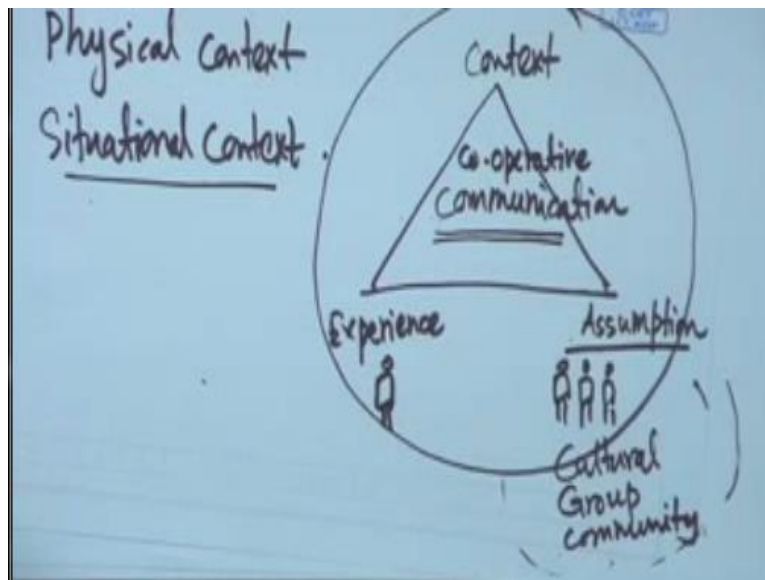 Physical Context
Situational Context.
Context
Co-operative
Communication
Experience
Assumption
Cultural
Group
Community